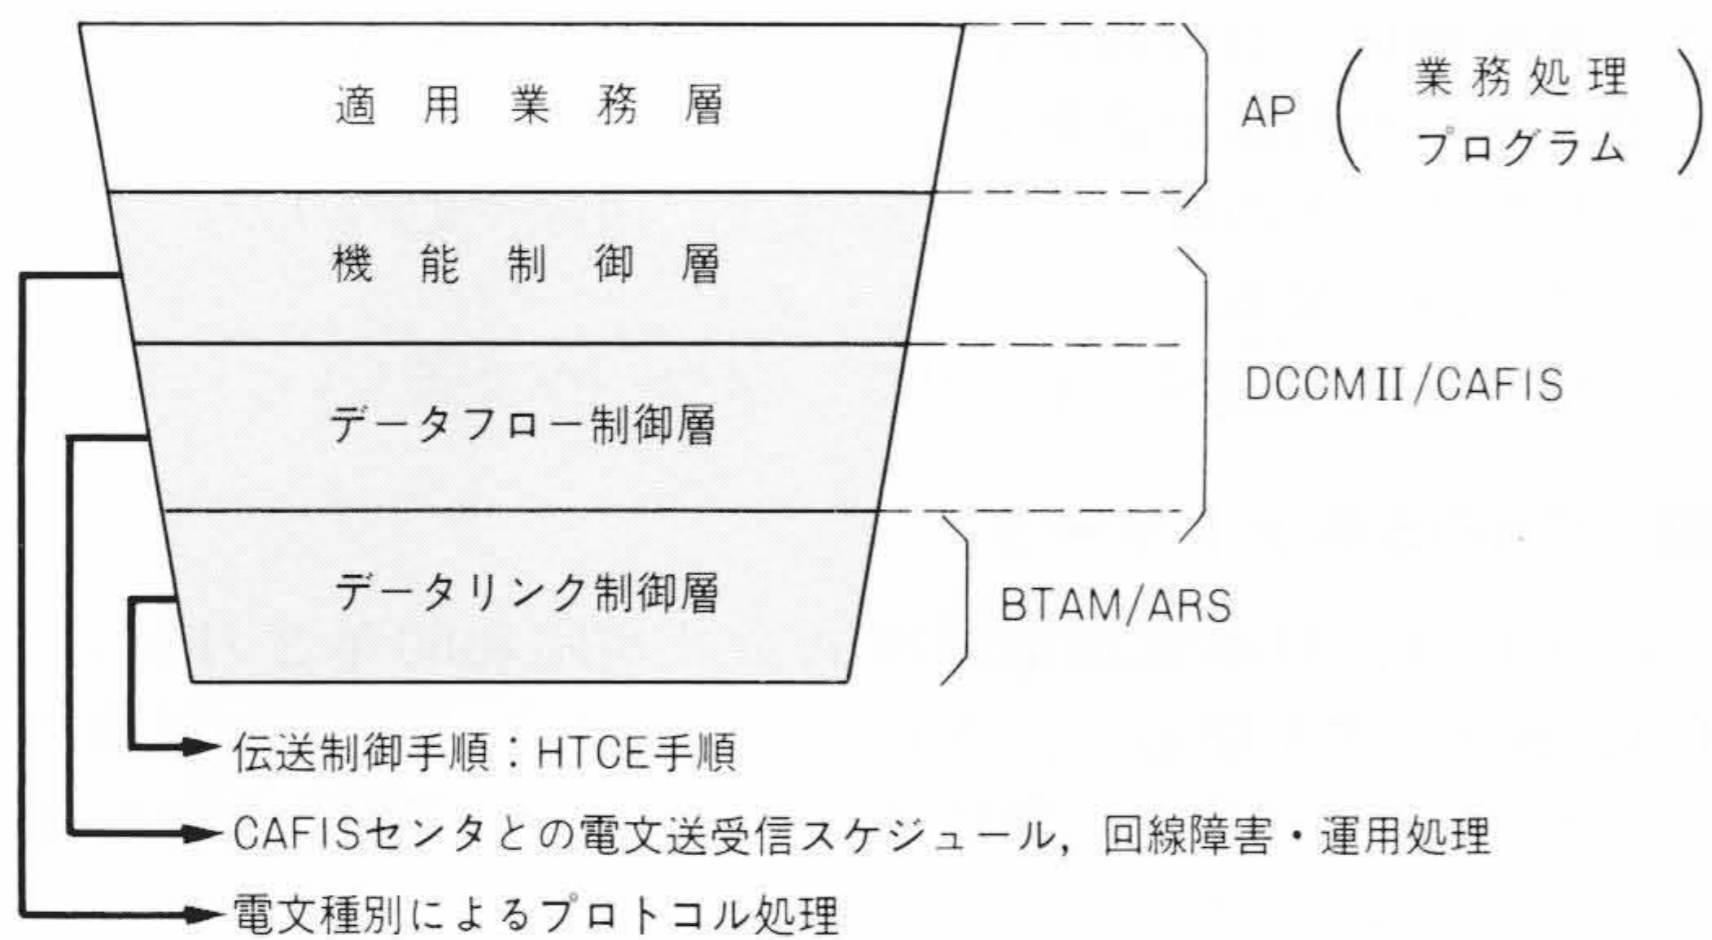 適用業務層
AP
業務処理
プログラム
機能制御層
DCCMII/CAFIS
データフロー制御層
データリンク制御層
BTAM/ARS
伝送制御手順：HTCE手順
CAFISセンタとの電文送受信スケジュール，回線障害・運用処理
電文種別によるプロトコル処理